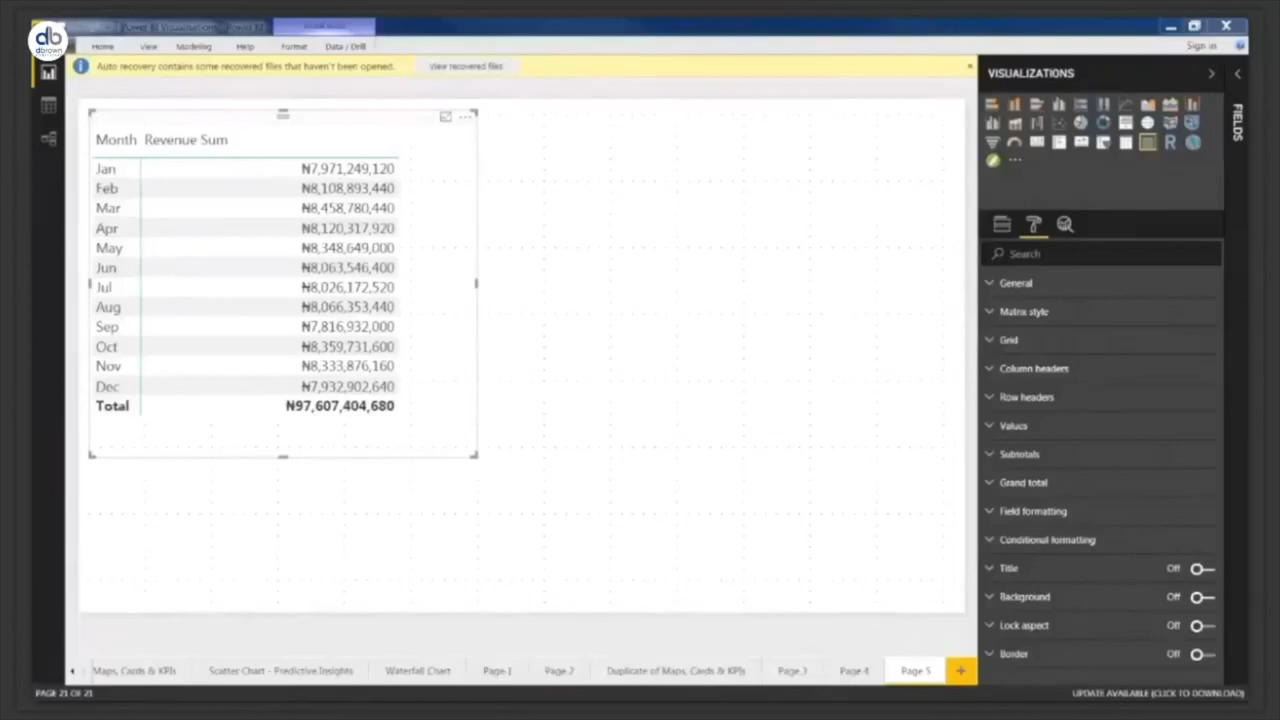 db
dbrown
Power BI Visualisation
Home View Modeling Help Format Data / Drill
Sign in
Auto recovery contains some recovered files that haven't been opened. View recovered files
VISUALIZATIONS
FIELDS
Month Revenue Sum
Jan ₦7,971,249,120
Feb ₦8,108,893,440
Mar ₦8,458,780,440
Apr ₦8,120,317,920
May ₦8,348,649,000
Jun ₦8,063,546,400
Jul ₦8,026,172,520
Aug ₦8,066,353,440
Sep ₦7,816,932,000
Oct ₦8,359,731,600
Nov ₦8,333,876,160
Dec ₦7,932,902,640
Total ₦97,607,404,680
Search
General
Matrix style
Grid
Column headers
Row headers
Values
Subtotals
Grand total
Field formatting
Conditional formatting
Title Off
Background Off
Lock aspect Off
Border Off
Maps, Cards & KPIs Scatter Chart - Predictive Insights Waterfall Chart Page 1 Page 2 Duplicate of Maps, Cards & KPIs Page 3 Page 4 Page 5 +
PAGE 21 OF 21
UPDATE AVAILABLE (CLICK TO DOWNLOAD)